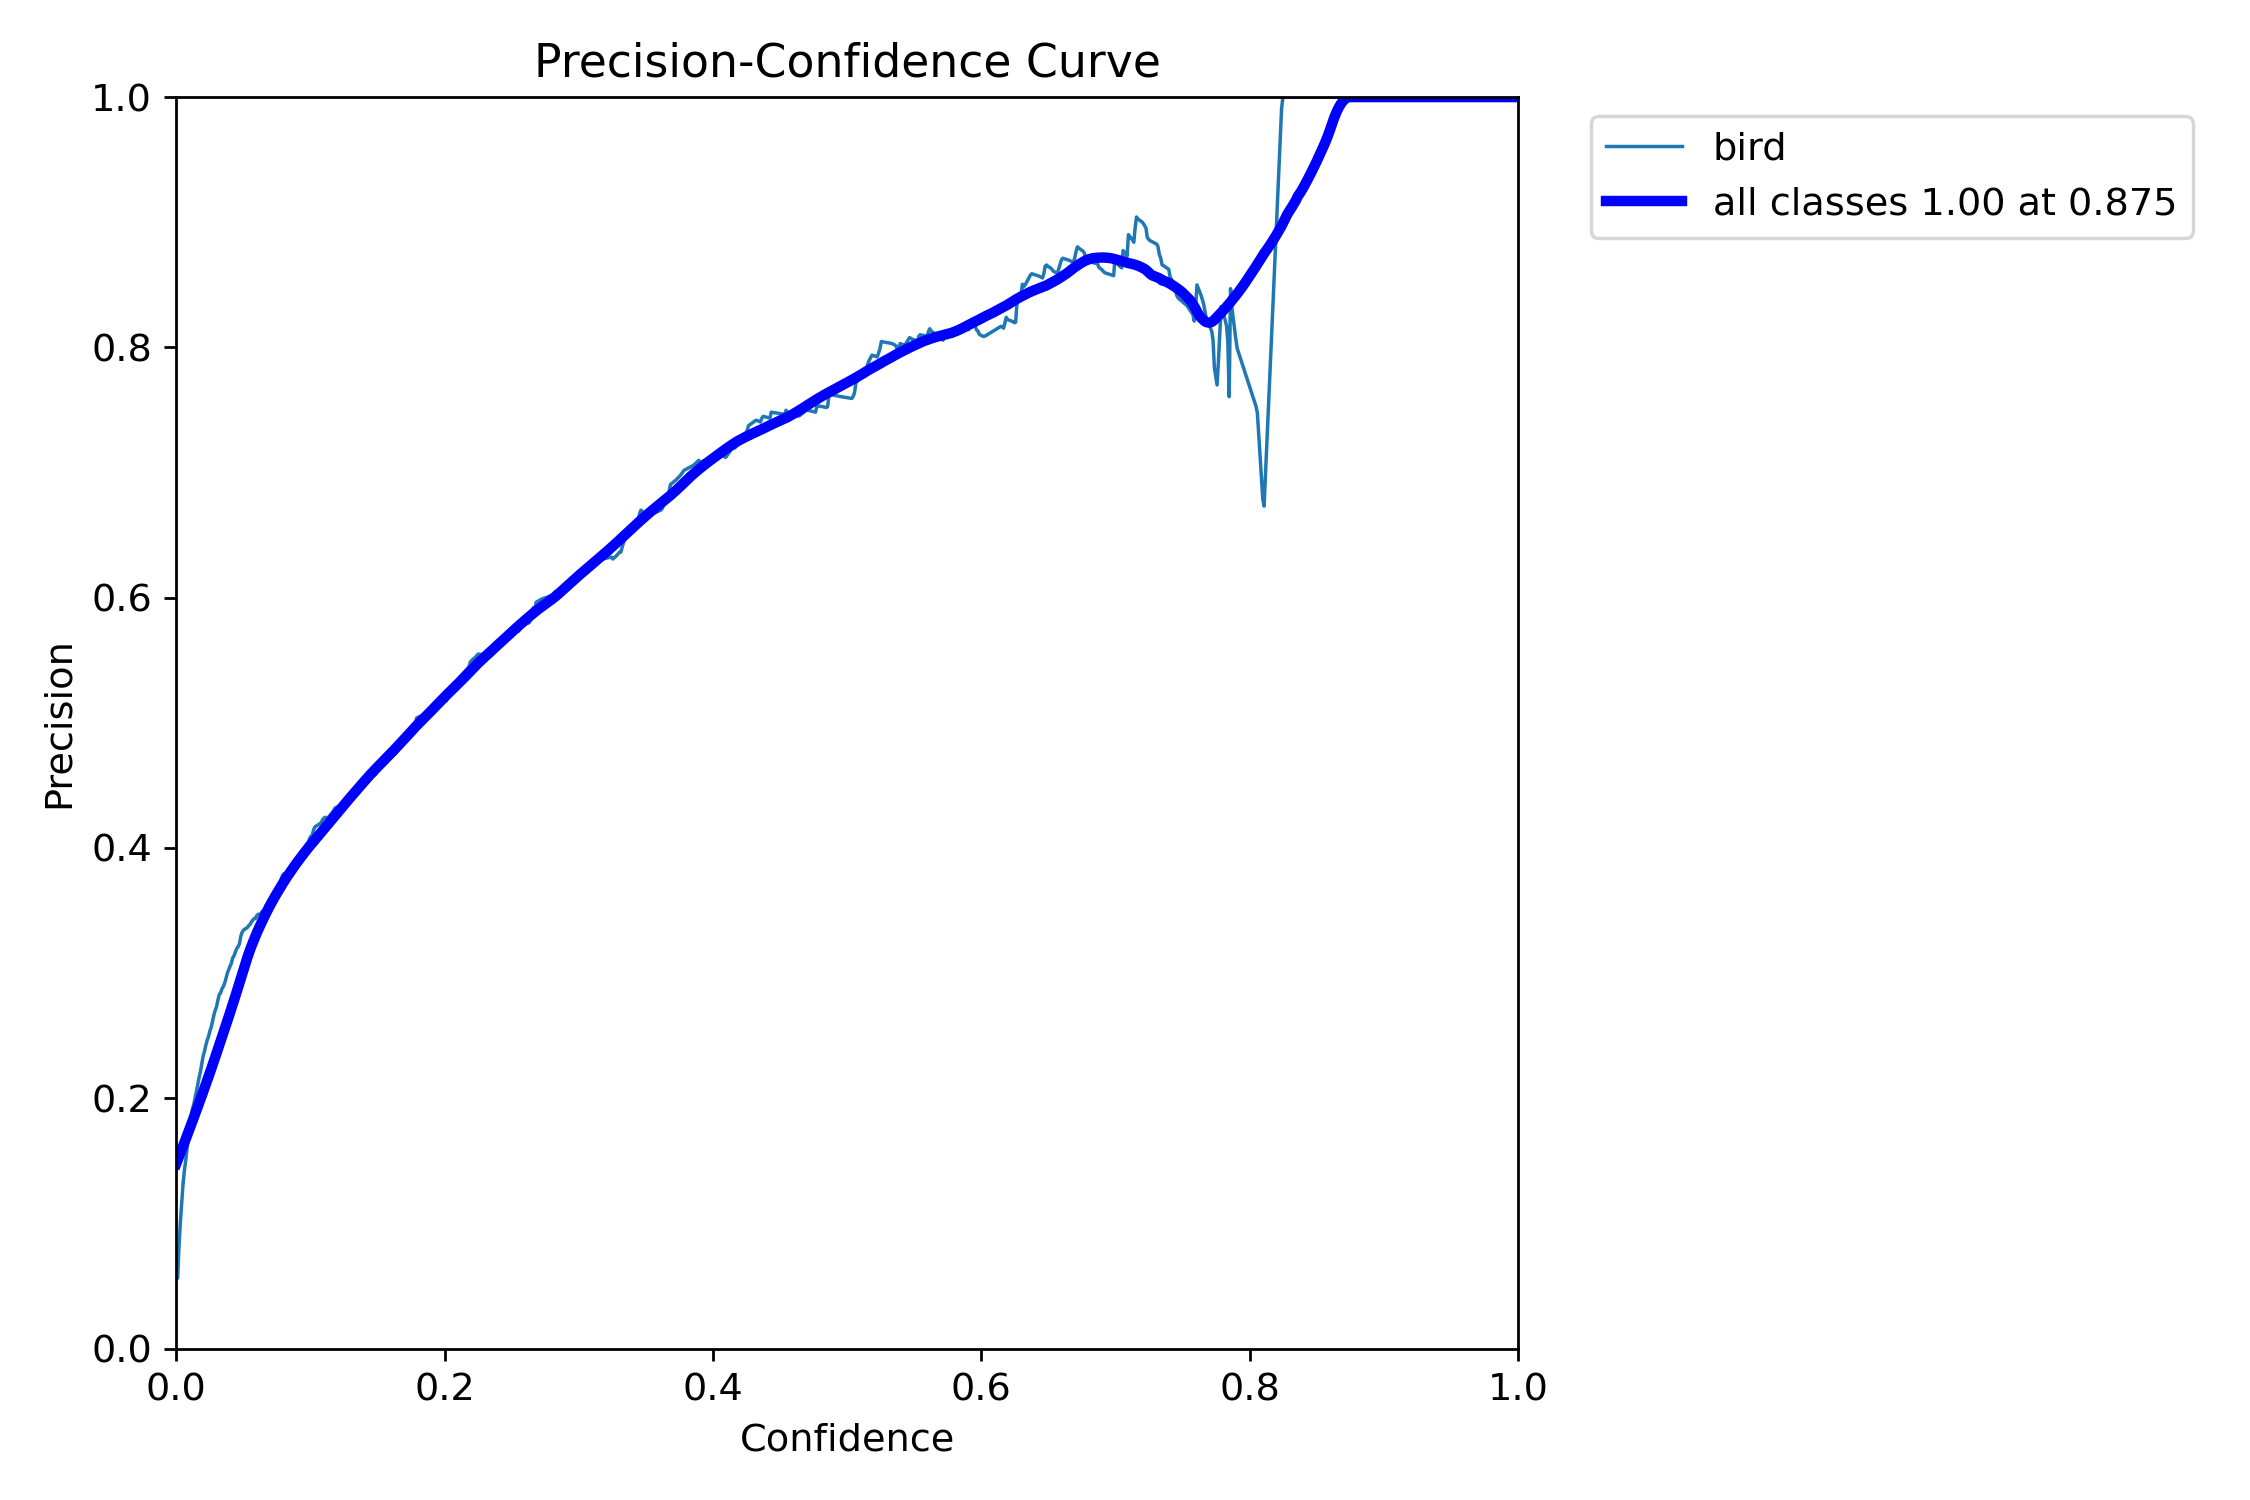 Precision-Confidence Curve
bird
all classes 1.00 at 0.875
Precision
1.0
0.8
0.6
0.4
0.2
0.0
0.0 0.2 0.4 0.6 0.8 1.0
Confidence